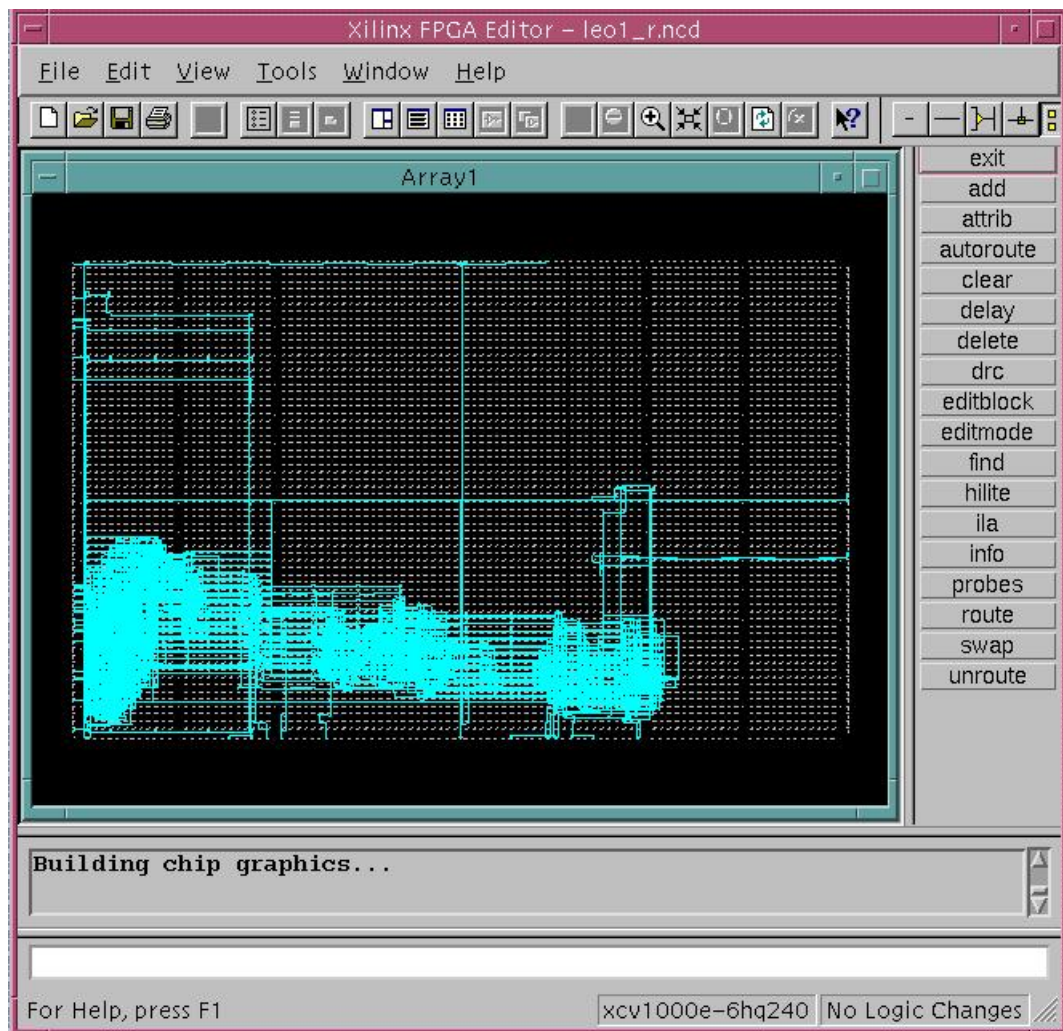 Xilinx FPGA Editor – leo1_r.ncd
File Edit View Tools Window Help
Array1
exit
add
attrib
autoroute
clear
delay
delete
drc
editblock
editmode
find
hilite
ila
info
probes
route
swap
unroute
Building chip graphics...
For Help, press F1 xcv1000e-6hq240 No Logic Changes